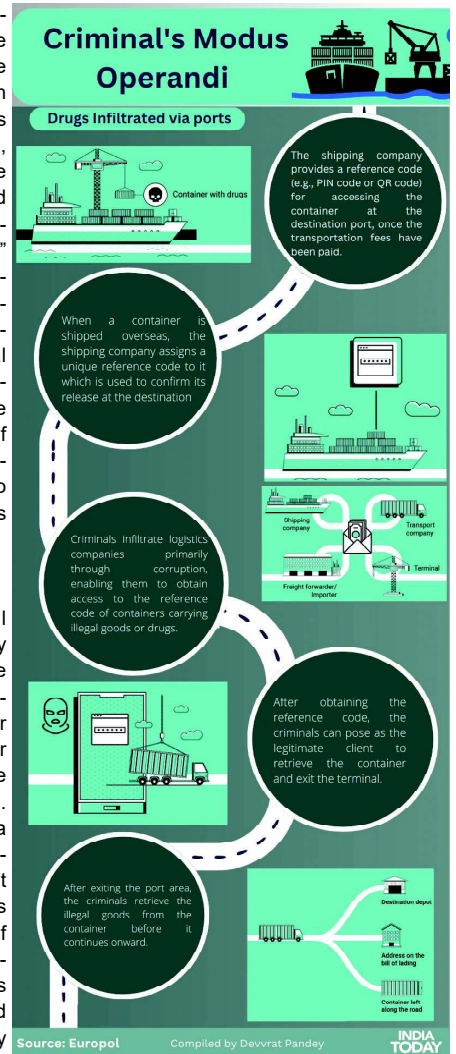 Criminal's Modus
Operandi
Drugs Infiltrated via ports
Container with drugs
The shipping company
provides a reference code
(e.g., PIN code or QR code)
for accessing the
container at the
destination port, once the
transportation fees have
been paid.
When a container is
shipped overseas, the
shipping company assigns a
unique reference code to it
which is used to confirm its
release at the destination
Shipping
company
Transport
company
Freight forwarder/
Importer
Terminal
Criminals infiltrate logistics
companies primarily
through corruption,
enabling them to obtain
access to the reference
code of containers carrying
illegal goods or drugs.
After obtaining the
reference code, the
criminals can pose as the
legitimate client to
retrieve the container
and exit the terminal.
After exiting the port area,
the criminals retrieve the
illegal goods from the
container before it
continues onward.
Destination depot
Address on the
bill of lading
Container left
along the road
Source: Europol
Compiled by Devvrat Pandey
INDIA
TODAY